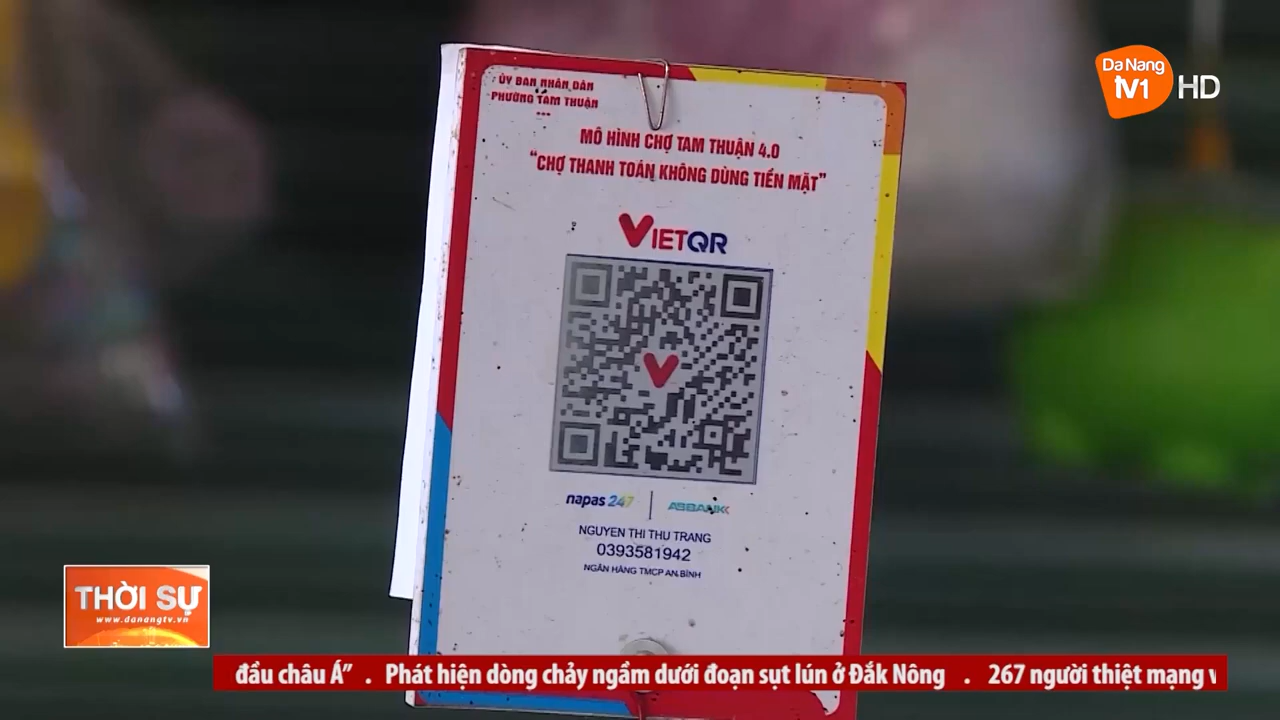 ỦY BAN NHÂN DÂN
PHƯỜNG TAM THUẬN
***
MÔ HÌNH CHỢ TAM THUẬN 4.0
“CHỢ THANH TOÁN KHÔNG DÙNG TIỀN MẶT”
VIETQR
napas 247
ABBANK
NGUYEN THI THU TRANG
0393581942
NGÂN HÀNG TMCP AN BÌNH
Da Nang
TV1 HD
THỜI SỰ
www.danangtv.vn
đầu châu Á” . Phát hiện dòng chảy ngầm dưới đoạn sụt lún ở Đắk Nông . 267 người thiệt mạng